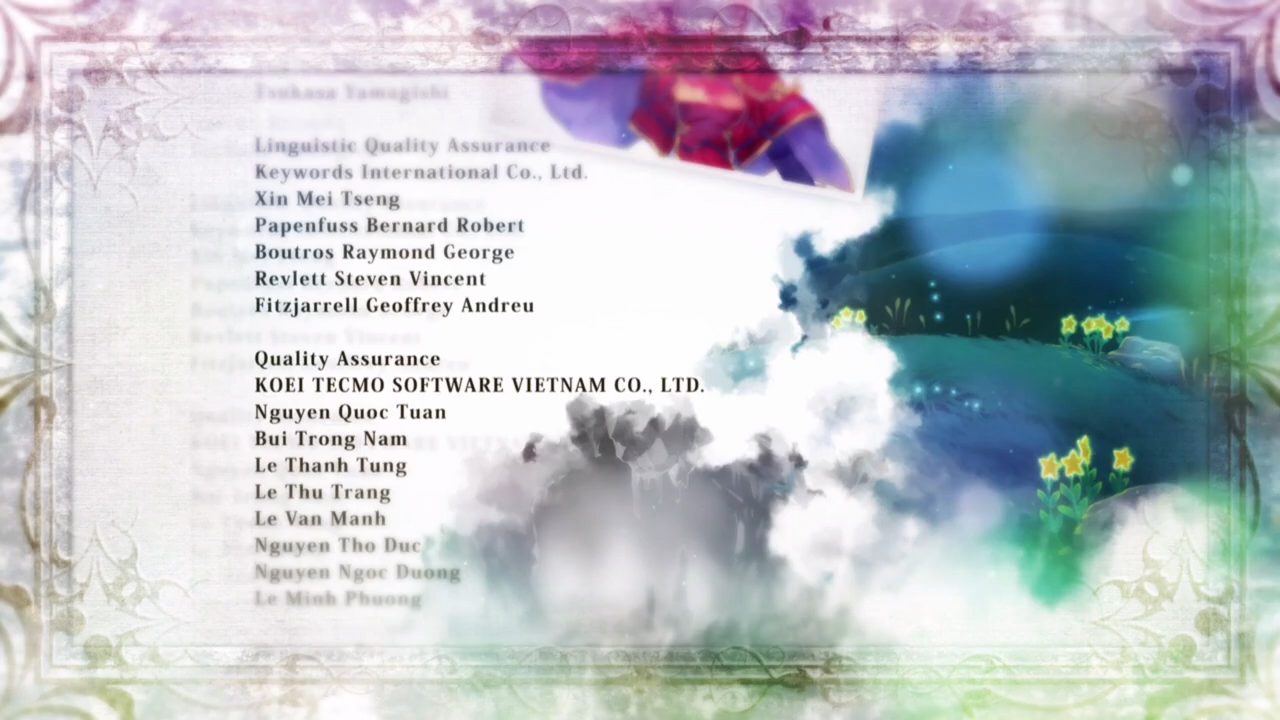 Tsukasa Yamagishi
Linguistic Quality Assurance
Keywords International Co., Ltd.
Xin Mei Tseng
Papenfuss Bernard Robert
Boutros Raymond George
Revlett Steven Vincent
Fitzjarrell Geoffrey Andreu
Quality Assurance
KOEI TECMO SOFTWARE VIETNAM CO., LTD.
Nguyen Quoc Tuan
Bui Trong Nam
Le Thanh Tung
Le Thu Trang
Le Van Manh
Nguyen Tho Duc
Nguyen Ngoc Duong
Le Minh Phuong